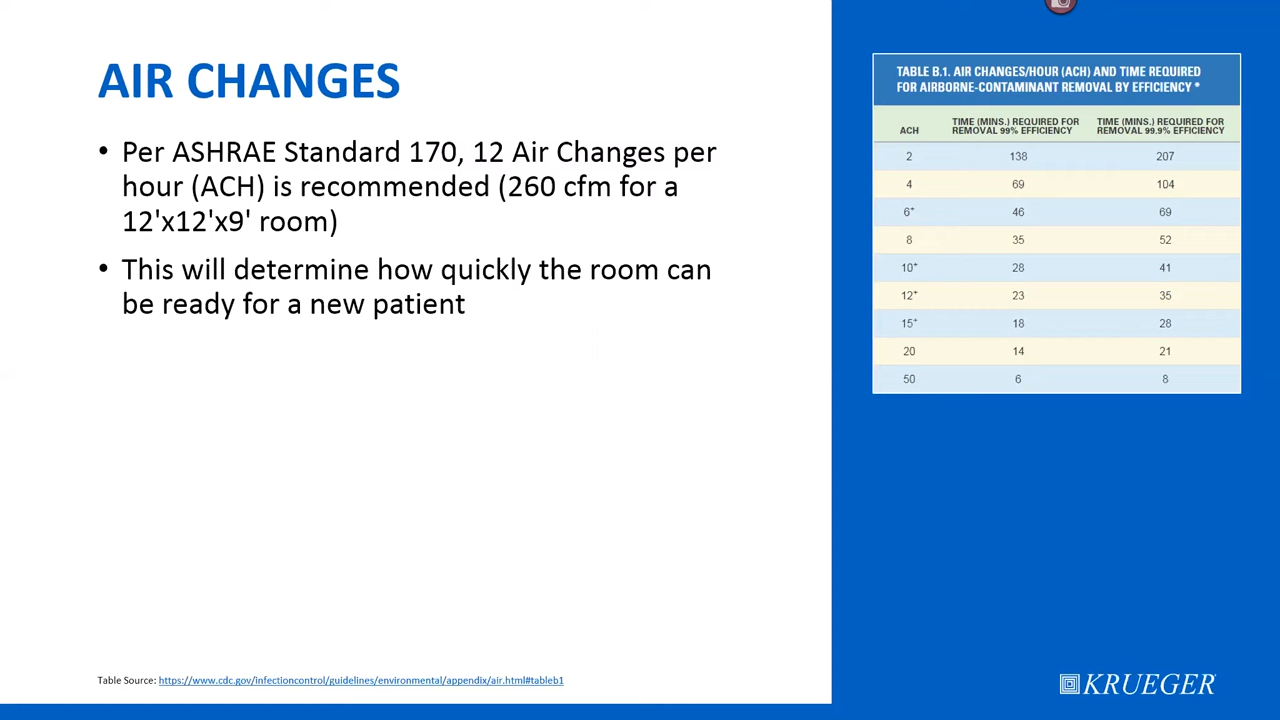 AIR CHANGES
• Per ASHRAE Standard 170, 12 Air Changes per
hour (ACH) is recommended (260 cfm for a
12'x12'x9' room)
• This will determine how quickly the room can
be ready for a new patient
TABLE B.1. AIR CHANGES/HOUR (ACH) AND TIME REQUIRED
FOR AIRBORNE-CONTAMINANT REMOVAL BY EFFICIENCY *
ACH TIME (MINS.) REQUIRED FOR REMOVAL 99% EFFICIENCY TIME (MINS.) REQUIRED FOR REMOVAL 99.9% EFFICIENCY
2 138 207
4 69 104
6+ 46 69
8 35 52
10+ 28 41
12+ 23 35
15+ 18 28
20 14 21
50 6 8
Table Source: https://www.cdc.gov/infectioncontrol/guidelines/environmental/appendix/air.html#tableb1
KRUEGER